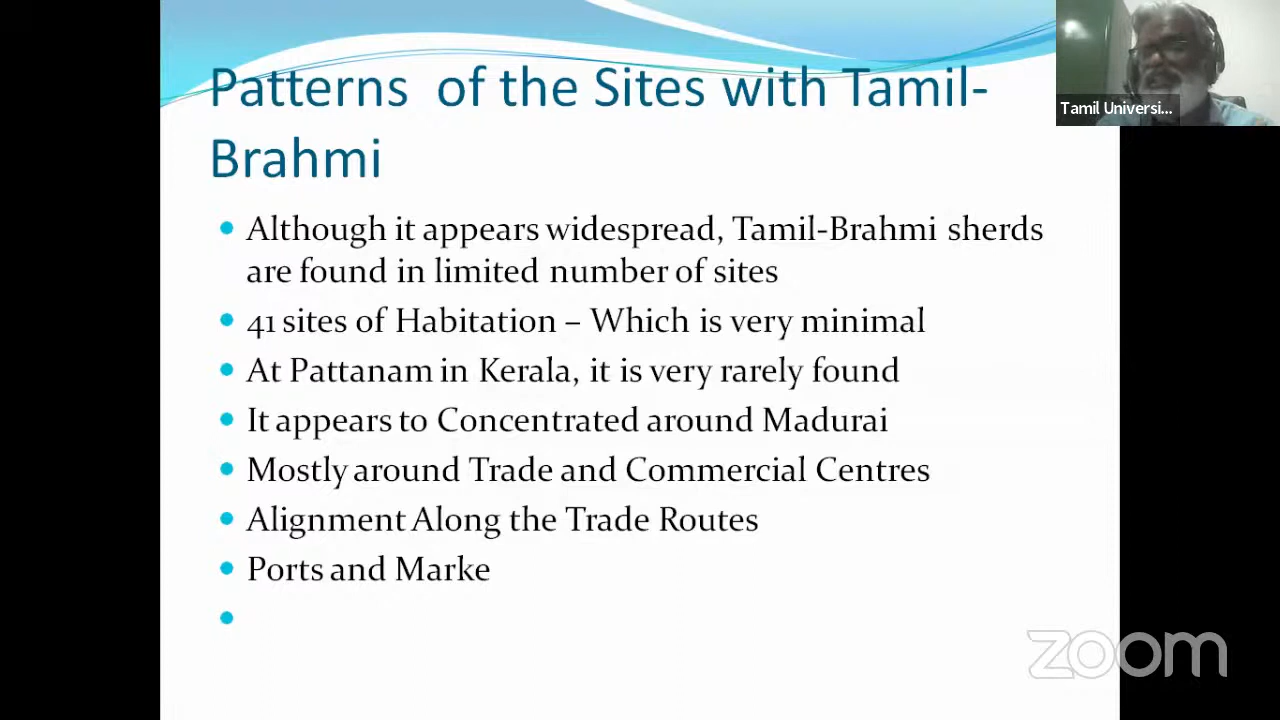 Patterns of the Sites with Tamil-
Brahmi
Although it appears widespread, Tamil-Brahmi sherds
are found in limited number of sites
41 sites of Habitation – Which is very minimal
At Pattanam in Kerala, it is very rarely found
It appears to Concentrated around Madurai
Mostly around Trade and Commercial Centres
Alignment Along the Trade Routes
Ports and Marke
Tamil Universi...
zoom